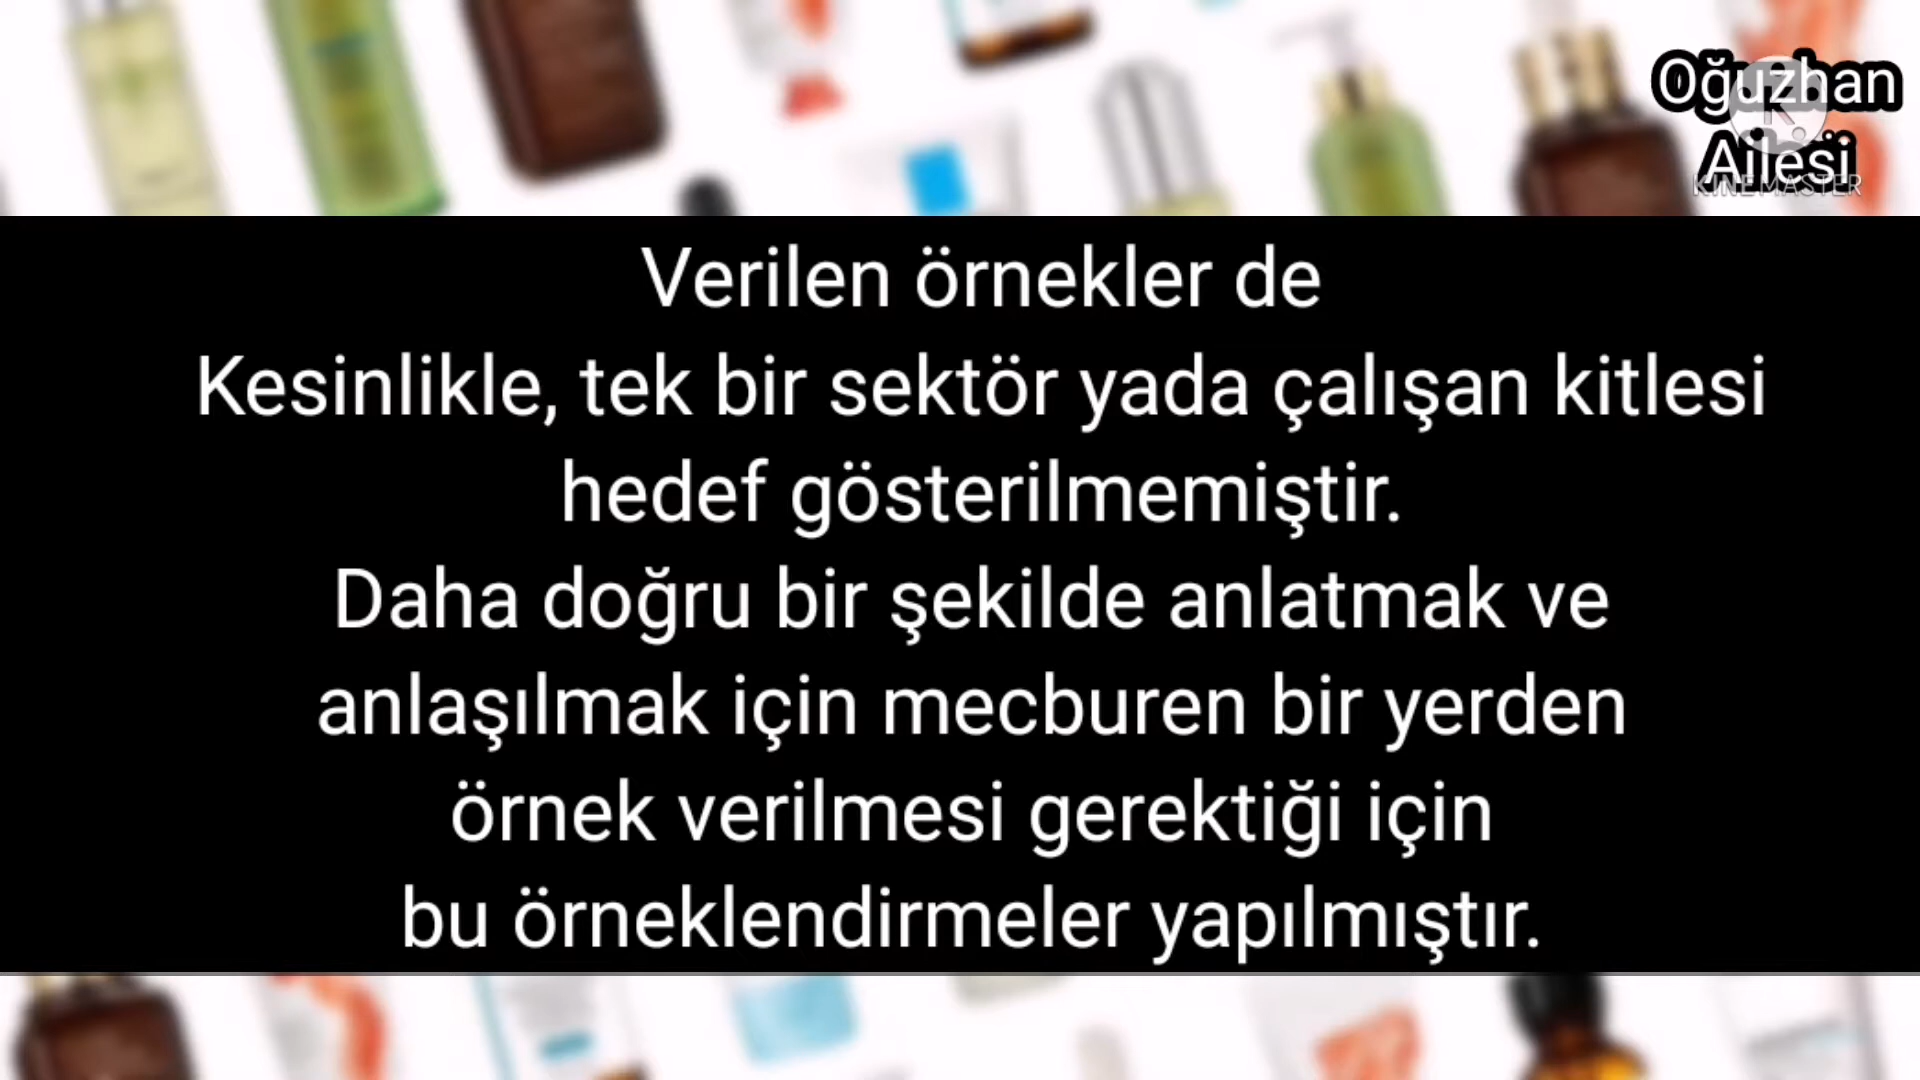 Oğuzhan
Ailesi
KINEMASTER
Verilen örnekler de
Kesinlikle, tek bir sektör yada çalışan kitlesi
hedef gösterilmemiştir.
Daha doğru bir şekilde anlatmak ve
anlaşılmak için mecburen bir yerden
örnek verilmesi gerektiği için
bu örneklendirmeler yapılmıştır.